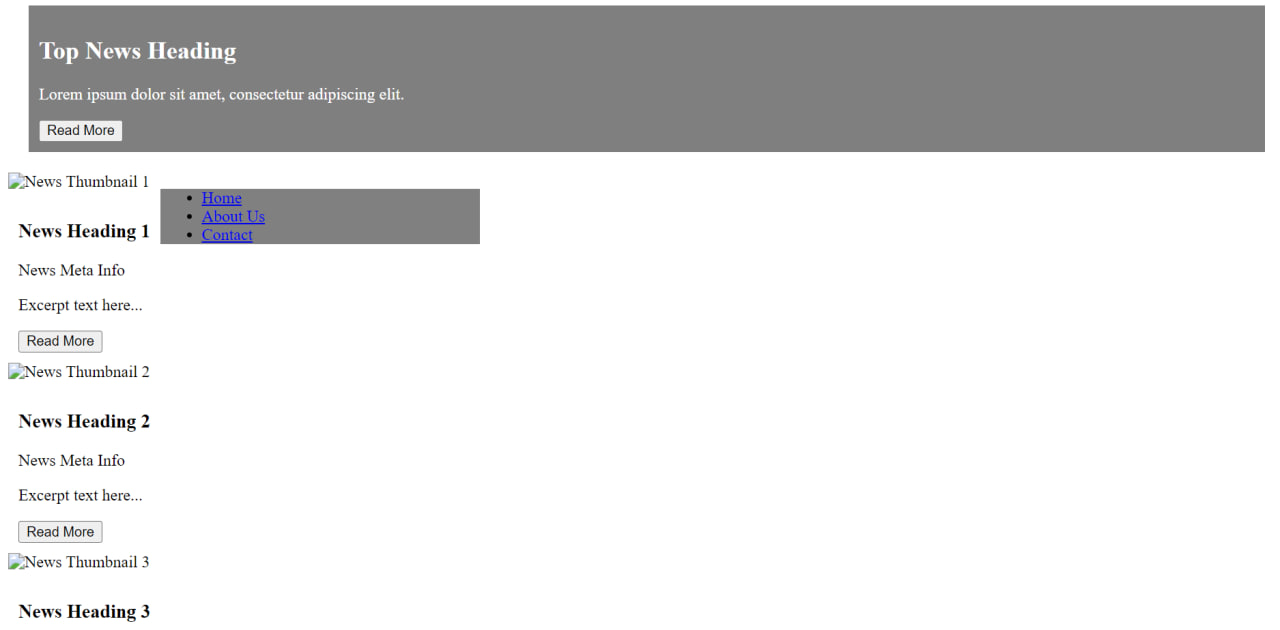 Top News Heading
Lorem ipsum dolor sit amet, consectetur adipiscing elit.
Read More
News Thumbnail 1
Home
About Us
Contact
News Heading 1
News Meta Info
Excerpt text here...
Read More
News Thumbnail 2
News Heading 2
News Meta Info
Excerpt text here...
Read More
News Thumbnail 3
News Heading 3